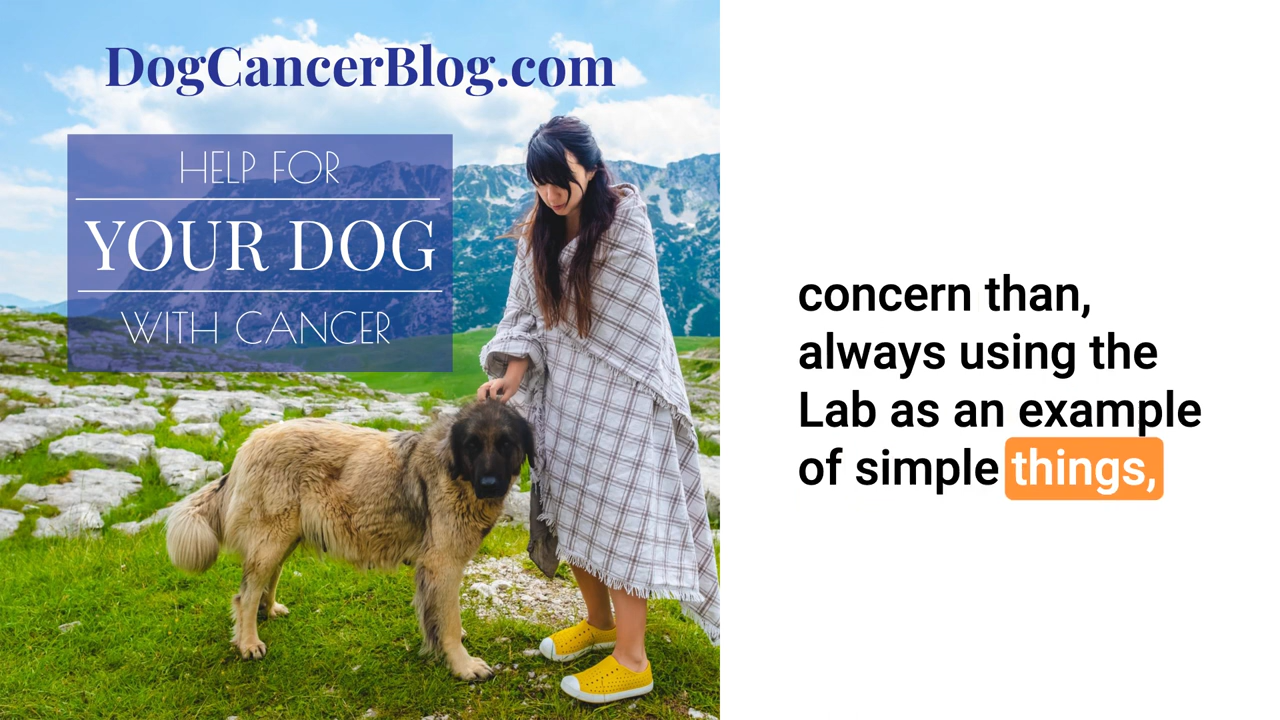 DogCancerBlog.com
HELP FOR
YOUR DOG
WITH CANCER
concern than,
always using the
Lab as an example
of simple things,